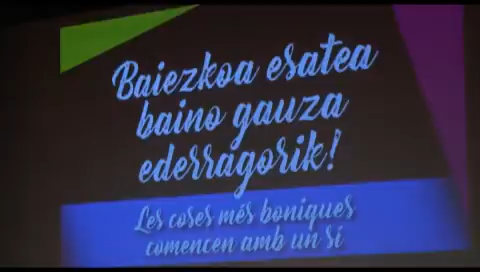 Baiezkoa esatea
baino gauza
ederragorik!
Les coses més boniques
comencen amb un sí